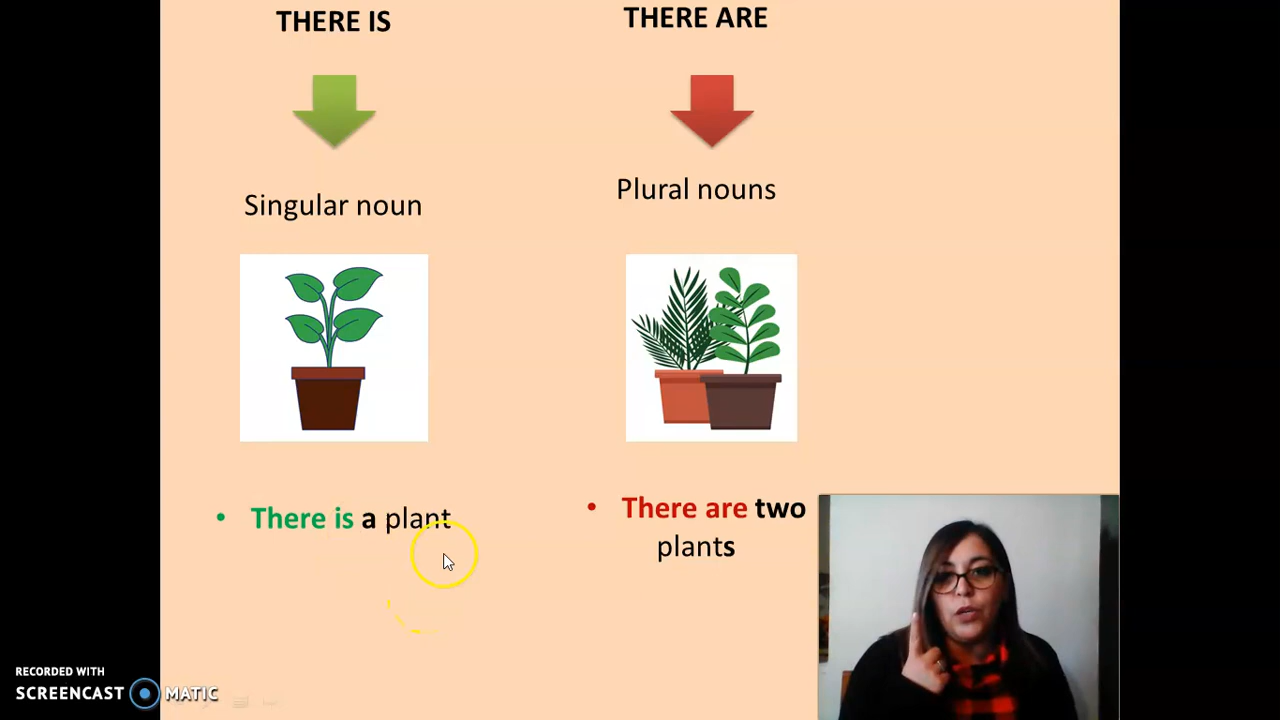 THERE IS
THERE ARE
Singular noun
Plural nouns
• There is a plant
• There are two
plants
RECORDED WITH
SCREENCAST MATIC